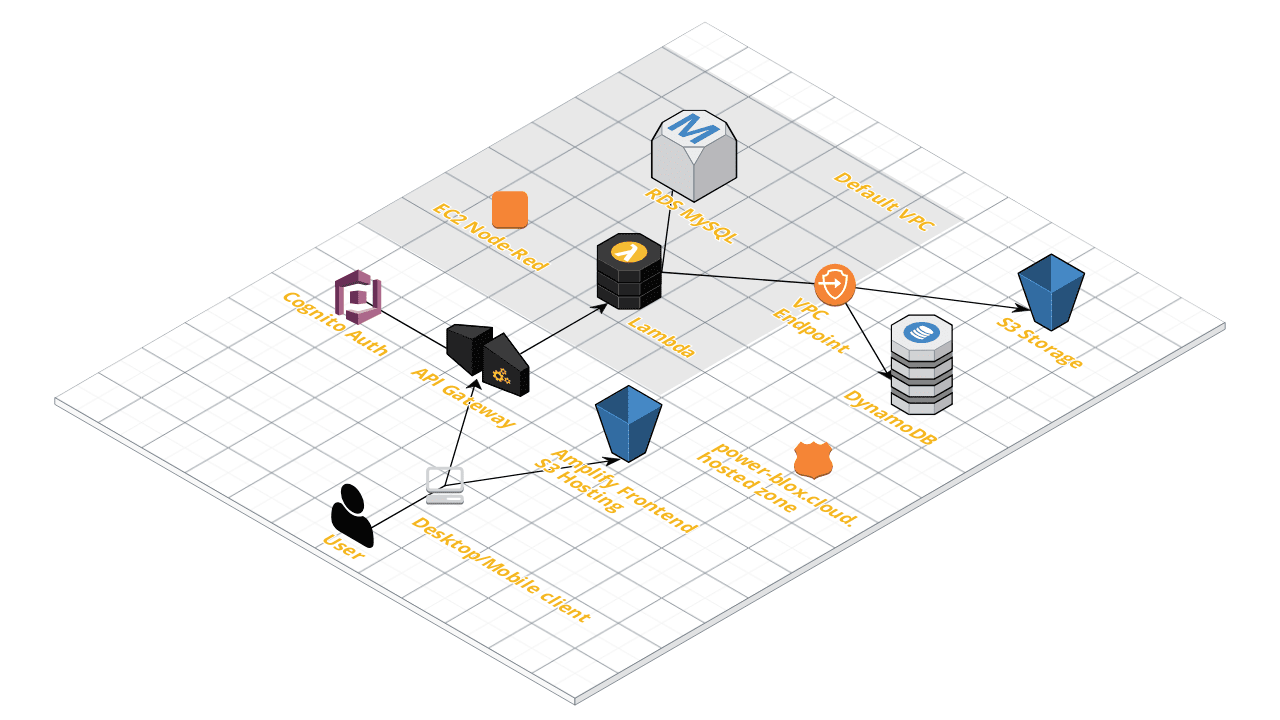 M
RDS MySQL
Default VPC
EC2 Node-Red
λ
Lambda
Cognito Auth
VPC
Endpoint
S3 Storage
API Gateway
DynamoDB
Amplify Frontend
S3 Hosting
power-blox.cloud.
hosted zone
User
Desktop/Mobile client